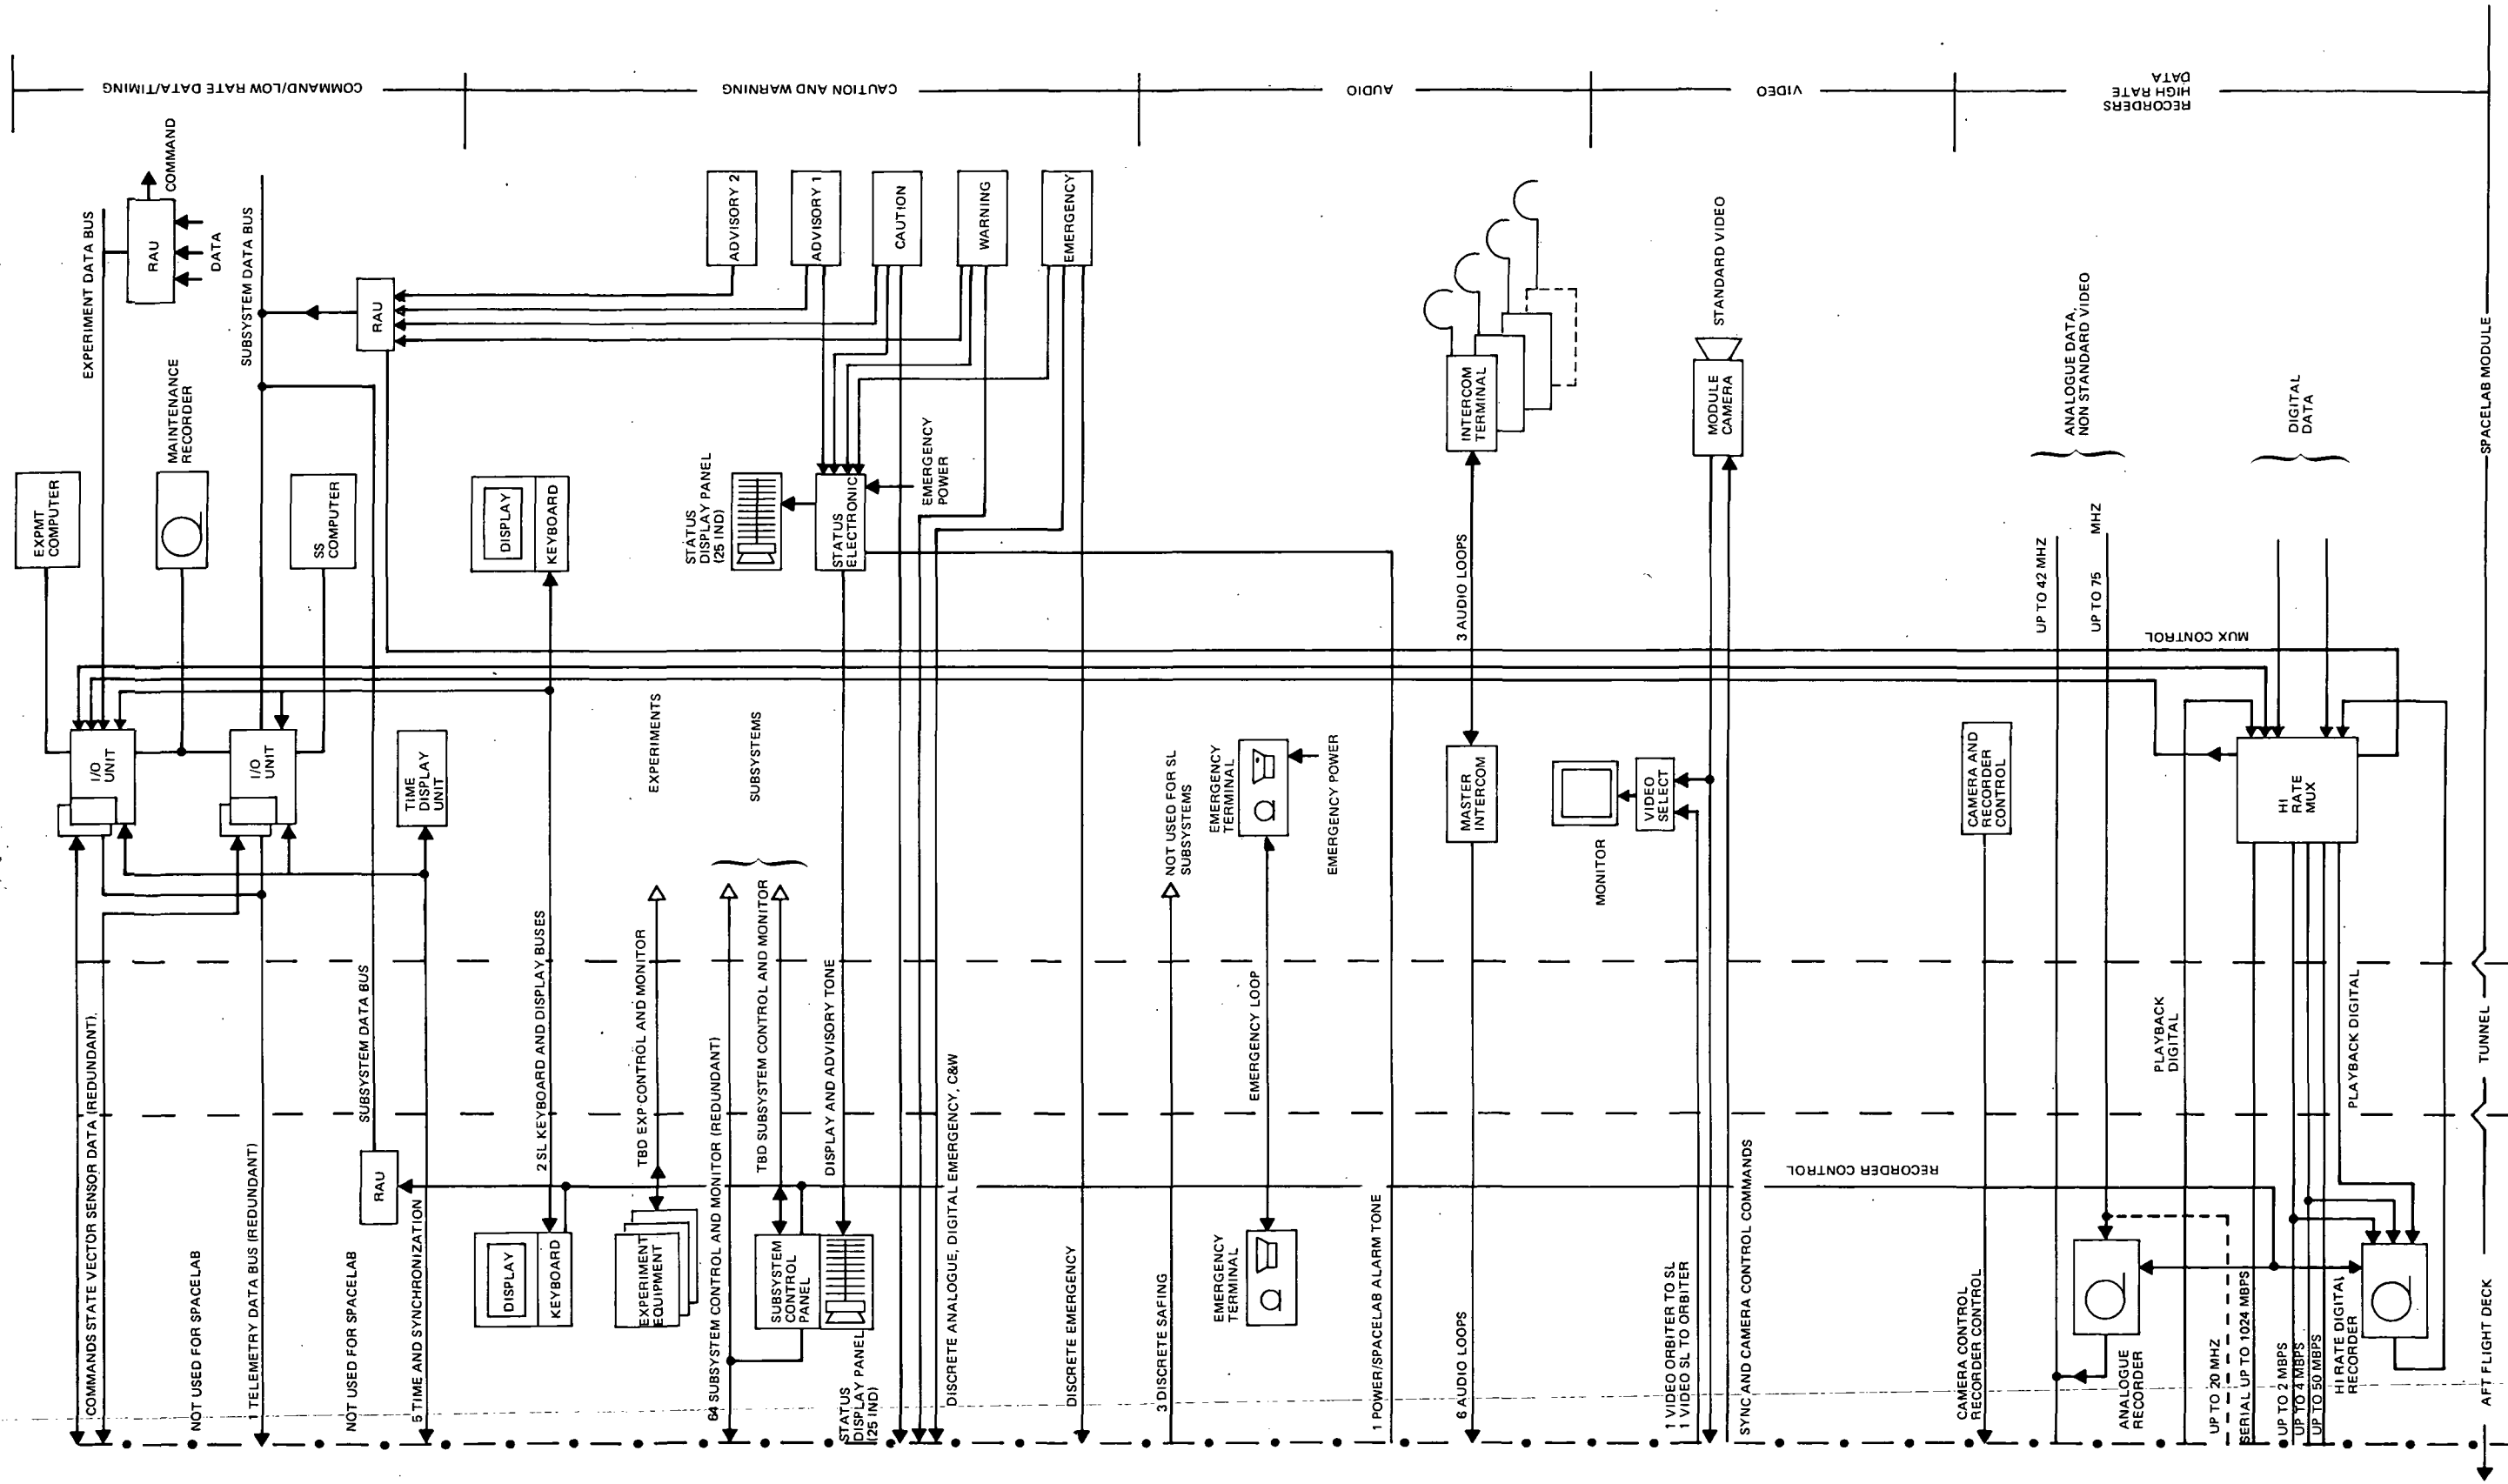 COMMAND/LOW RATE DATA/TIMING
CAUTION AND WARNING
AUDIO
VIDEO
RECORDERS
HIGH RATE
DATA
EXPERIMENT DATA BUS
RAU
COMMAND
DATA
SUBSYSTEM DATA BUS
RAU
ADVISORY 2
ADVISORY 1
CAUTION
WARNING
EMERGENCY
EXPMT
COMPUTER
MAINTENANCE
RECORDER
SS
COMPUTER
DISPLAY
KEYBOARD
STATUS
DISPLAY PANEL
(25 IND)
STATUS
ELECTRONIC
EMERGENCY
POWER
INTERCOM
TERMINAL
3 AUDIO LOOPS
STANDARD VIDEO
MODULE
CAMERA
ANALOGUE DATA,
NON STANDARD VIDEO
UP TO 42 MHZ
UP TO 75 MHZ
DIGITAL
DATA
MUX CONTROL
SPACELAB MODULE
I/O
UNIT
I/O
UNIT
TIME
DISPLAY
UNIT
EXPERIMENTS
SUBSYSTEMS
NOT USED FOR SL
SUBSYSTEMS
EMERGENCY
TERMINAL
EMERGENCY POWER
MASTER
INTERCOM
MONITOR
VIDEO
SELECT
CAMERA AND
RECORDER
CONTROL
HI
RATE
MUX
COMMANDS STATE VECTOR SENSOR DATA (REDUNDANT).
NOT USED FOR SPACELAB
1 TELEMETRY DATA BUS (REDUNDANT)
NOT USED FOR SPACELAB
SUBSYSTEM DATA BUS
RAU
5 TIME AND SYNCHRONIZATION
2 SL KEYBOARD AND DISPLAY BUSES
DISPLAY
KEYBOARD
TBD EXP CONTROL AND MONITOR
EXPERIMENT
EQUIPMENT
64 SUBSYSTEM CONTROL AND MONITOR (REDUNDANT)
TBD SUBSYSTEM CONTROL AND MONITOR
SUBSYSTEM
CONTROL
PANEL
DISPLAY AND ADVISORY TONE
STATUS
DISPLAY PANEL
(25 IND)
DISCRETE ANALOGUE, DIGITAL EMERGENCY, C&W
DISCRETE EMERGENCY
3 DISCRETE SAFING
EMERGENCY LOOP
EMERGENCY
TERMINAL
1 POWER/SPACELAB ALARM TONE
6 AUDIO LOOPS
1 VIDEO ORBITER TO SL
1 VIDEO SL TO ORBITER
SYNC AND CAMERA CONTROL COMMANDS
RECORDER CONTROL
CAMERA CONTROL
RECORDER CONTROL
ANALOGUE
RECORDER
PLAYBACK
DIGITAL
PLAYBACK DIGITAL
UP TO 20 MHZ
SERIAL UP TO 1024 MBPS
UP TO 2 MBPS
UP TO 4 MBPS
UP TO 50 MBPS
HI RATE DIGITAL
RECORDER
TUNNEL
AFT FLIGHT DECK